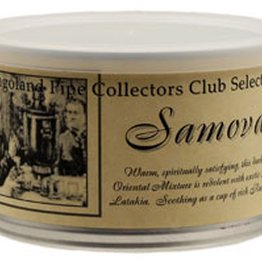 agoland Pipe Collectors Club Select
Samova
Warm, spiritually satisfying, this
Oriental Mixture is redolent with
Latakia. Soothing as a cup of rich